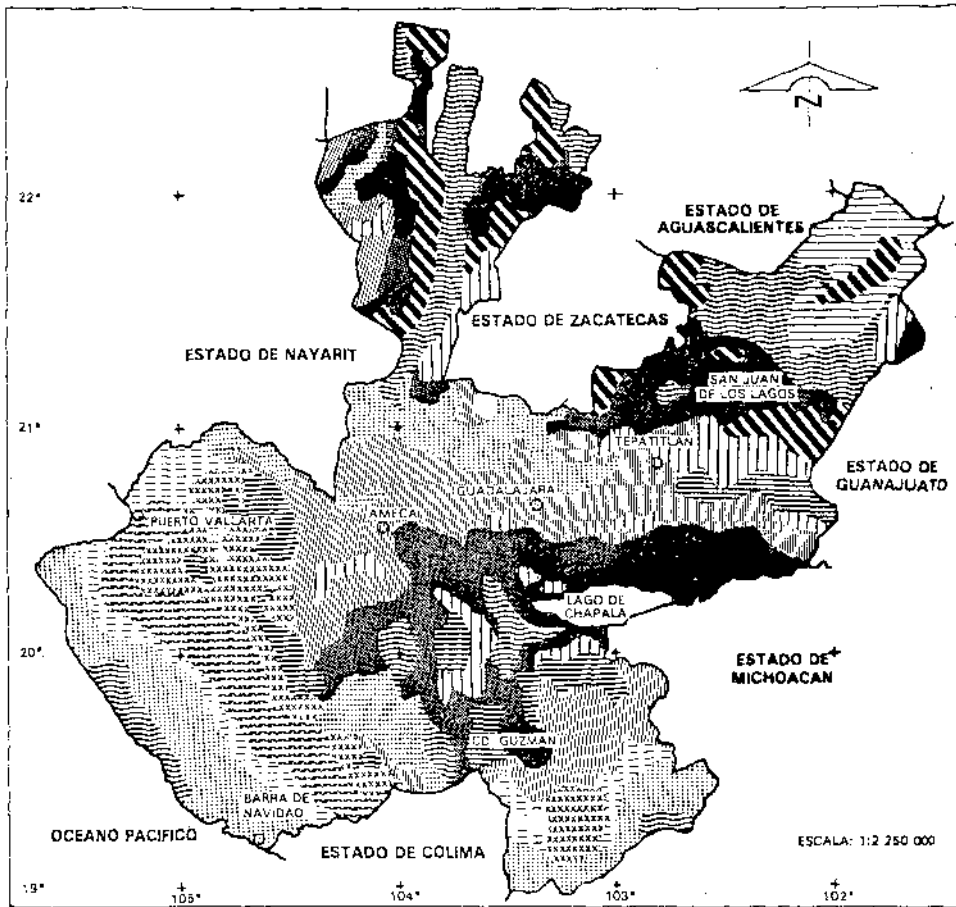 N
22°
ESTADO DE
AGUASCALIENTES
ESTADO DE ZACATECAS
ESTADO DE NAYARIT
SAN JUAN
DE LOS LAGOS
21°
TEPATITLAN
ESTADO DE
GUANAJUATO
GUADALAJARA
PUERTO VALLARTA
AMECA
LAGO DE
CHAPALA
20°
ESTADO DE
MICHOACAN
CD. GUZMAN
BARRA DE
NAVIDAD
OCEANO PACIFICO
ESTADO DE COLIMA
ESCALA: 1:2 250 000
19°
105°
104°
103°
102°